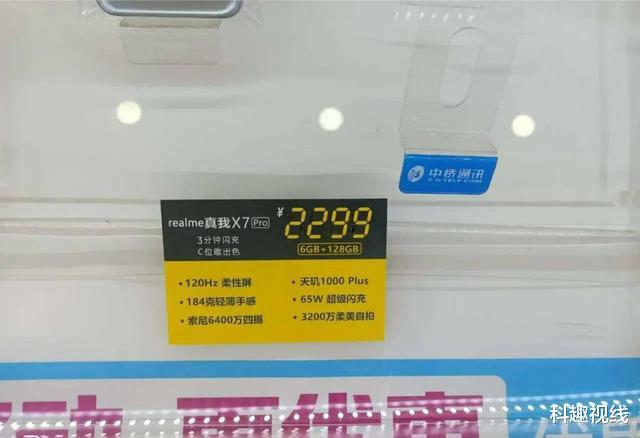 中桥通讯
Z.Q.TELE.COM
realme真我X7 Pro
¥2299
3分钟闪充
C位敢出色
6GB+128GB
•120Hz 柔性屏
•天玑1000 Plus
•184克轻薄手感
•65W 超级闪充
•索尼6400万四摄
•3200万柔美自拍
科趣视线